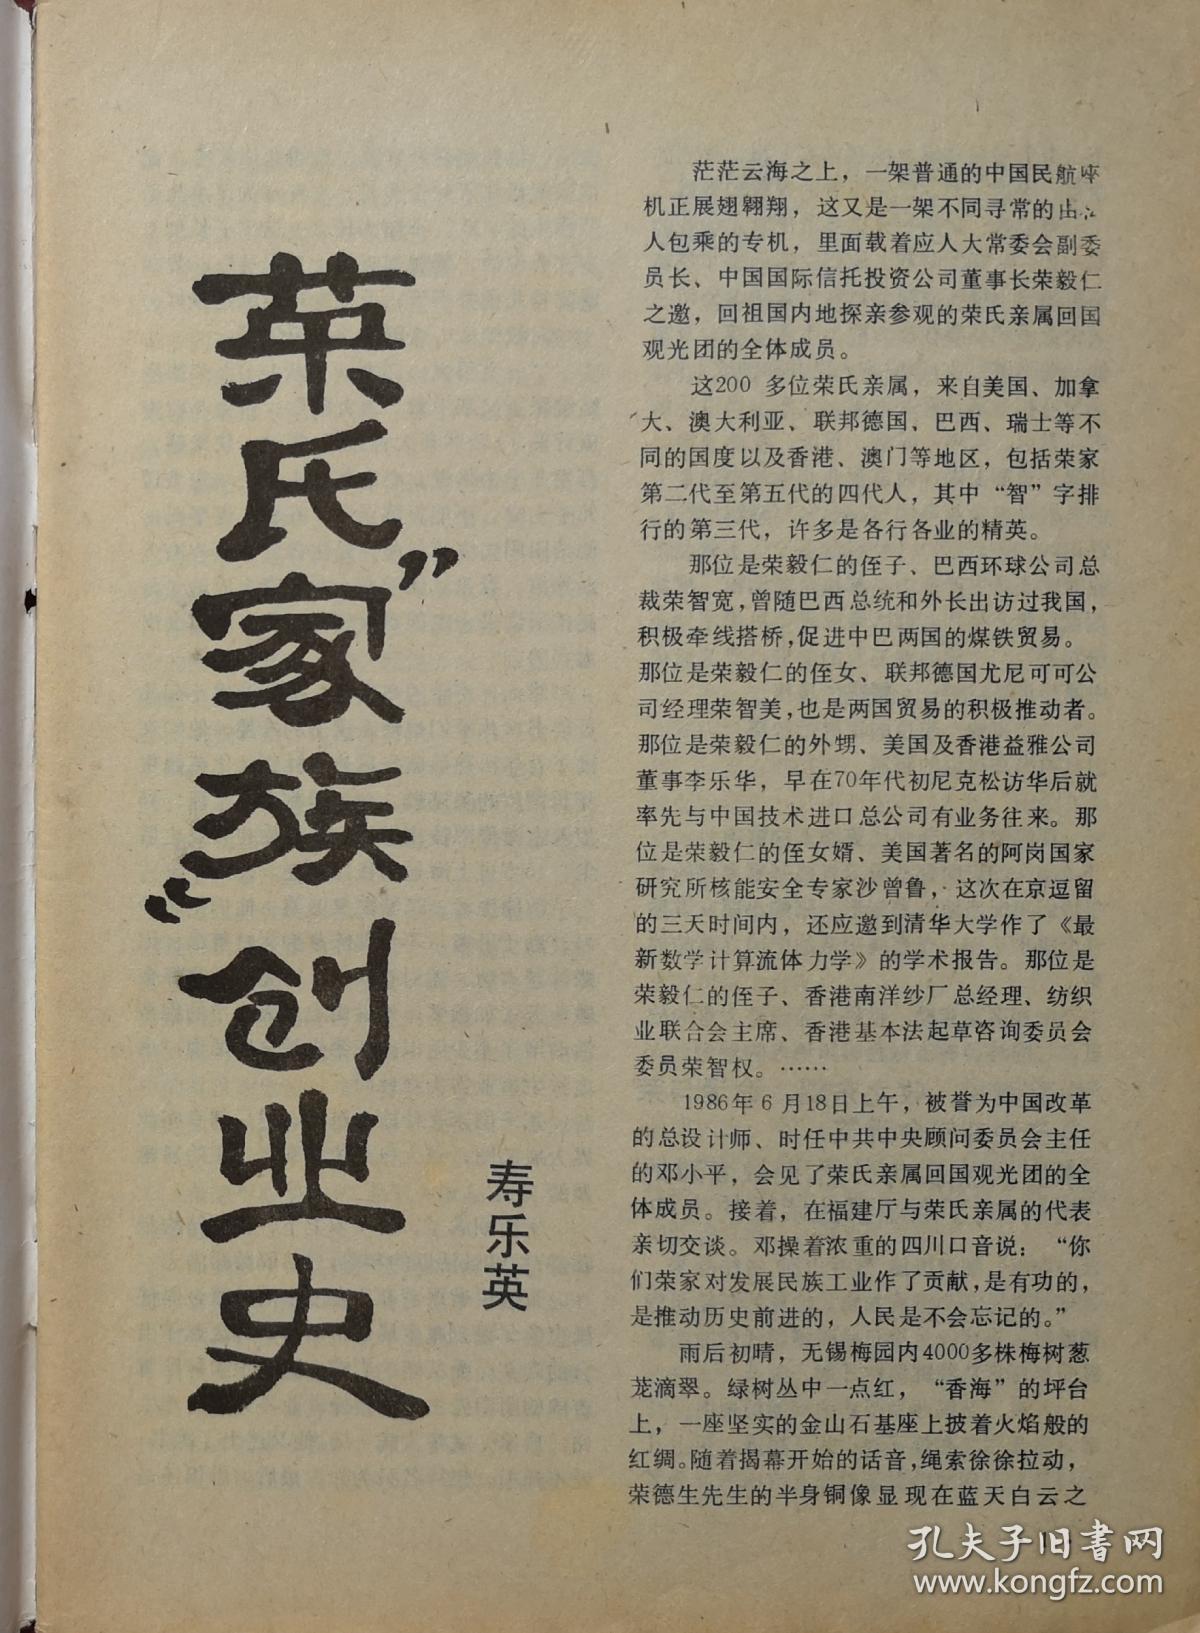 荣氏“家族”创业史
寿乐英
茫茫云海之上，一架普通的中国民航
机正展翅翱翔，这又是一架不同寻常的由
人包乘的专机，里面载着应人大常委会副委
员长、中国国际信托投资公司董事长荣毅仁
之邀，回祖国内地探亲参观的荣氏亲属回国
观光团的全体成员。
这200 多位荣氏亲属，来自美国、加拿
大、澳大利亚、联邦德国、巴西、瑞士等不
同的国度以及香港、澳门等地区，包括荣家
第二代至第五代的四代人，其中“智”字排
行的第三代，许多是各行各业的精英。
那位是荣毅仁的侄子、巴西环球公司总
裁荣智宽，曾随巴西总统和外长出访过我国，
积极牵线搭桥，促进中巴两国的煤铁贸易。
那位是荣毅仁的侄女、联邦德国尤尼可可公
司经理荣智美，也是两国贸易的积极推动者。
那位是荣毅仁的外甥、美国及香港益雅公司
董事李乐华，早在70年代初尼克松访华后就
率先与中国技术进口总公司有业务往来。那
位是荣毅仁的侄女婿、美国著名的阿岗国家
研究所核能安全专家沙曾鲁，这次在京逗留
的三天时间内，还应邀到清华大学作了《最
新数学计算流体力学》的学术报告。那位是
荣毅仁的侄子、香港南洋纱厂总经理、纺织
业联合会主席、香港基本法起草咨询委员会
委员荣智权。……
1986年6月18日上午，被誉为中国改革
的总设计师、时任中共中央顾问委员会主任
的邓小平，会见了荣氏亲属回国观光团的全
体成员。接着，在福建厅与荣氏亲属的代表
亲切交谈。邓操着浓重的四川口音说：“你
们荣家对发展民族工业作了贡献，是有功的，
是推动历史前进的，人民是不会忘记的。”
雨后初晴，无锡梅园内4000多株梅树葱
茏滴翠。绿树丛中一点红，“香海”的坪台
上，一座坚实的金山石基座上披着火焰般的
红绸。随着揭幕开始的话音，绳索徐徐拉动，
荣德生先生的半身铜像显现在蓝天白云之
孔夫子旧书网
www.kongfz.com